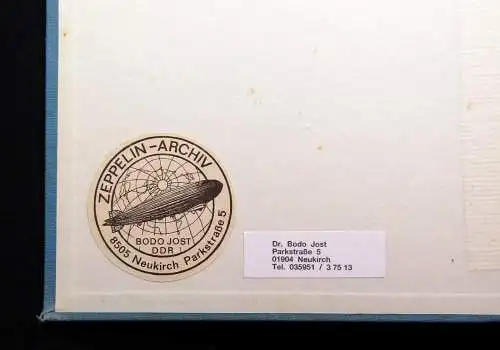 ZEPPELIN-ARCHIV
BODO JOST
DDR
8505 Neukirch Parkstraße 5
Dr. Bodo Jost
Parkstraße 5
01904 Neukirch
Tel. 035951 / 3 75 13